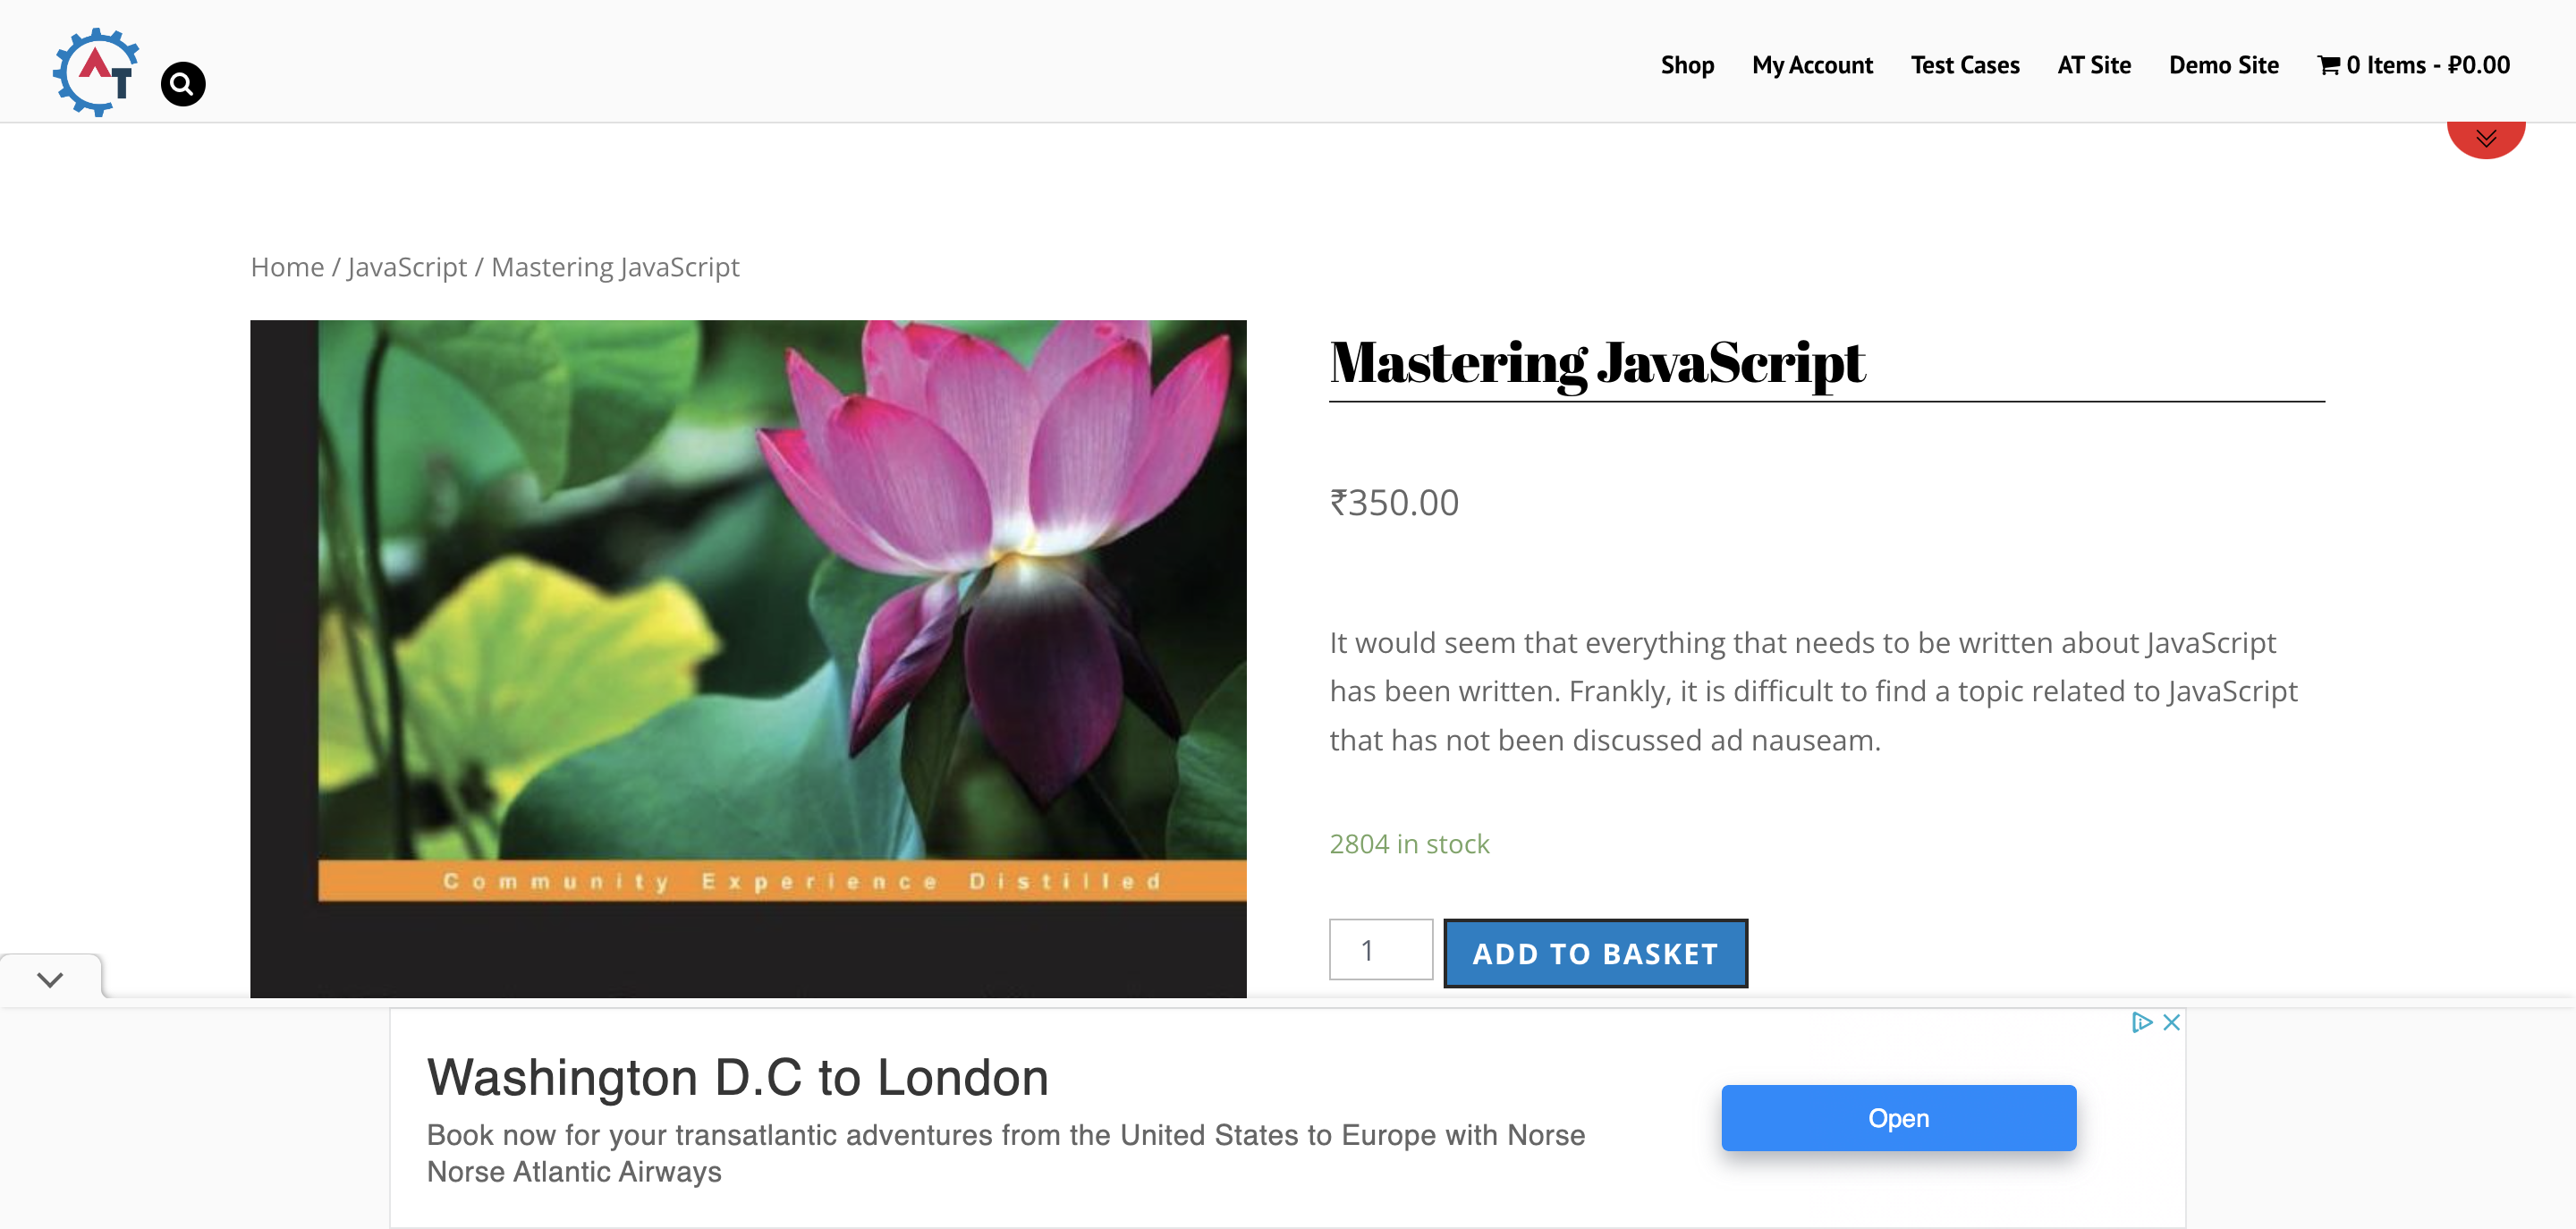 AT
Shop My Account Test Cases AT Site Demo Site 0 Items - ₽0.00
Home / JavaScript / Mastering JavaScript
Mastering JavaScript
₹350.00
It would seem that everything that needs to be written about JavaScript
has been written. Frankly, it is difficult to find a topic related to JavaScript
that has not been discussed ad nauseam.
2804 in stock
1 ADD TO BASKET
Community Experience Distilled
Washington D.C to London
Book now for your transatlantic adventures from the United States to Europe with Norse
Norse Atlantic Airways
Open